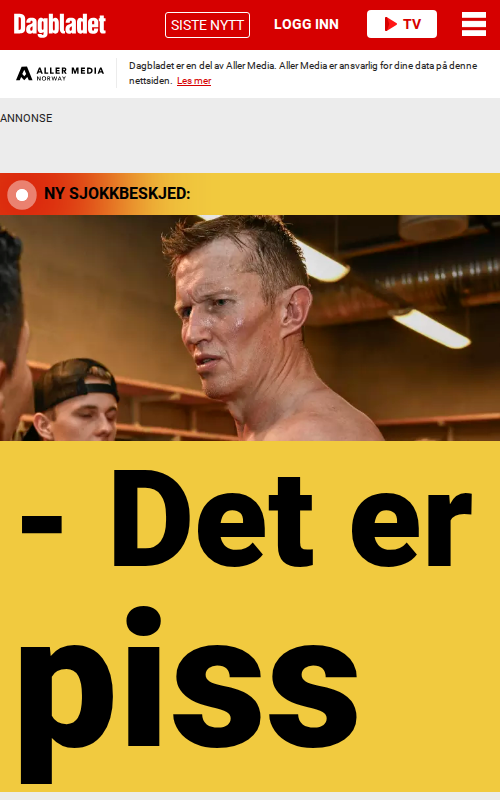 Dagbladet
SISTE NYTT
LOGG INN
TV
ALLER MEDIA
NORWAY
Dagbladet er en del av Aller Media. Aller Media er ansvarlig for dine data på denne
nettsiden. Les mer
ANNONSE
NY SJOKKBESKJED:
- Det er
piss